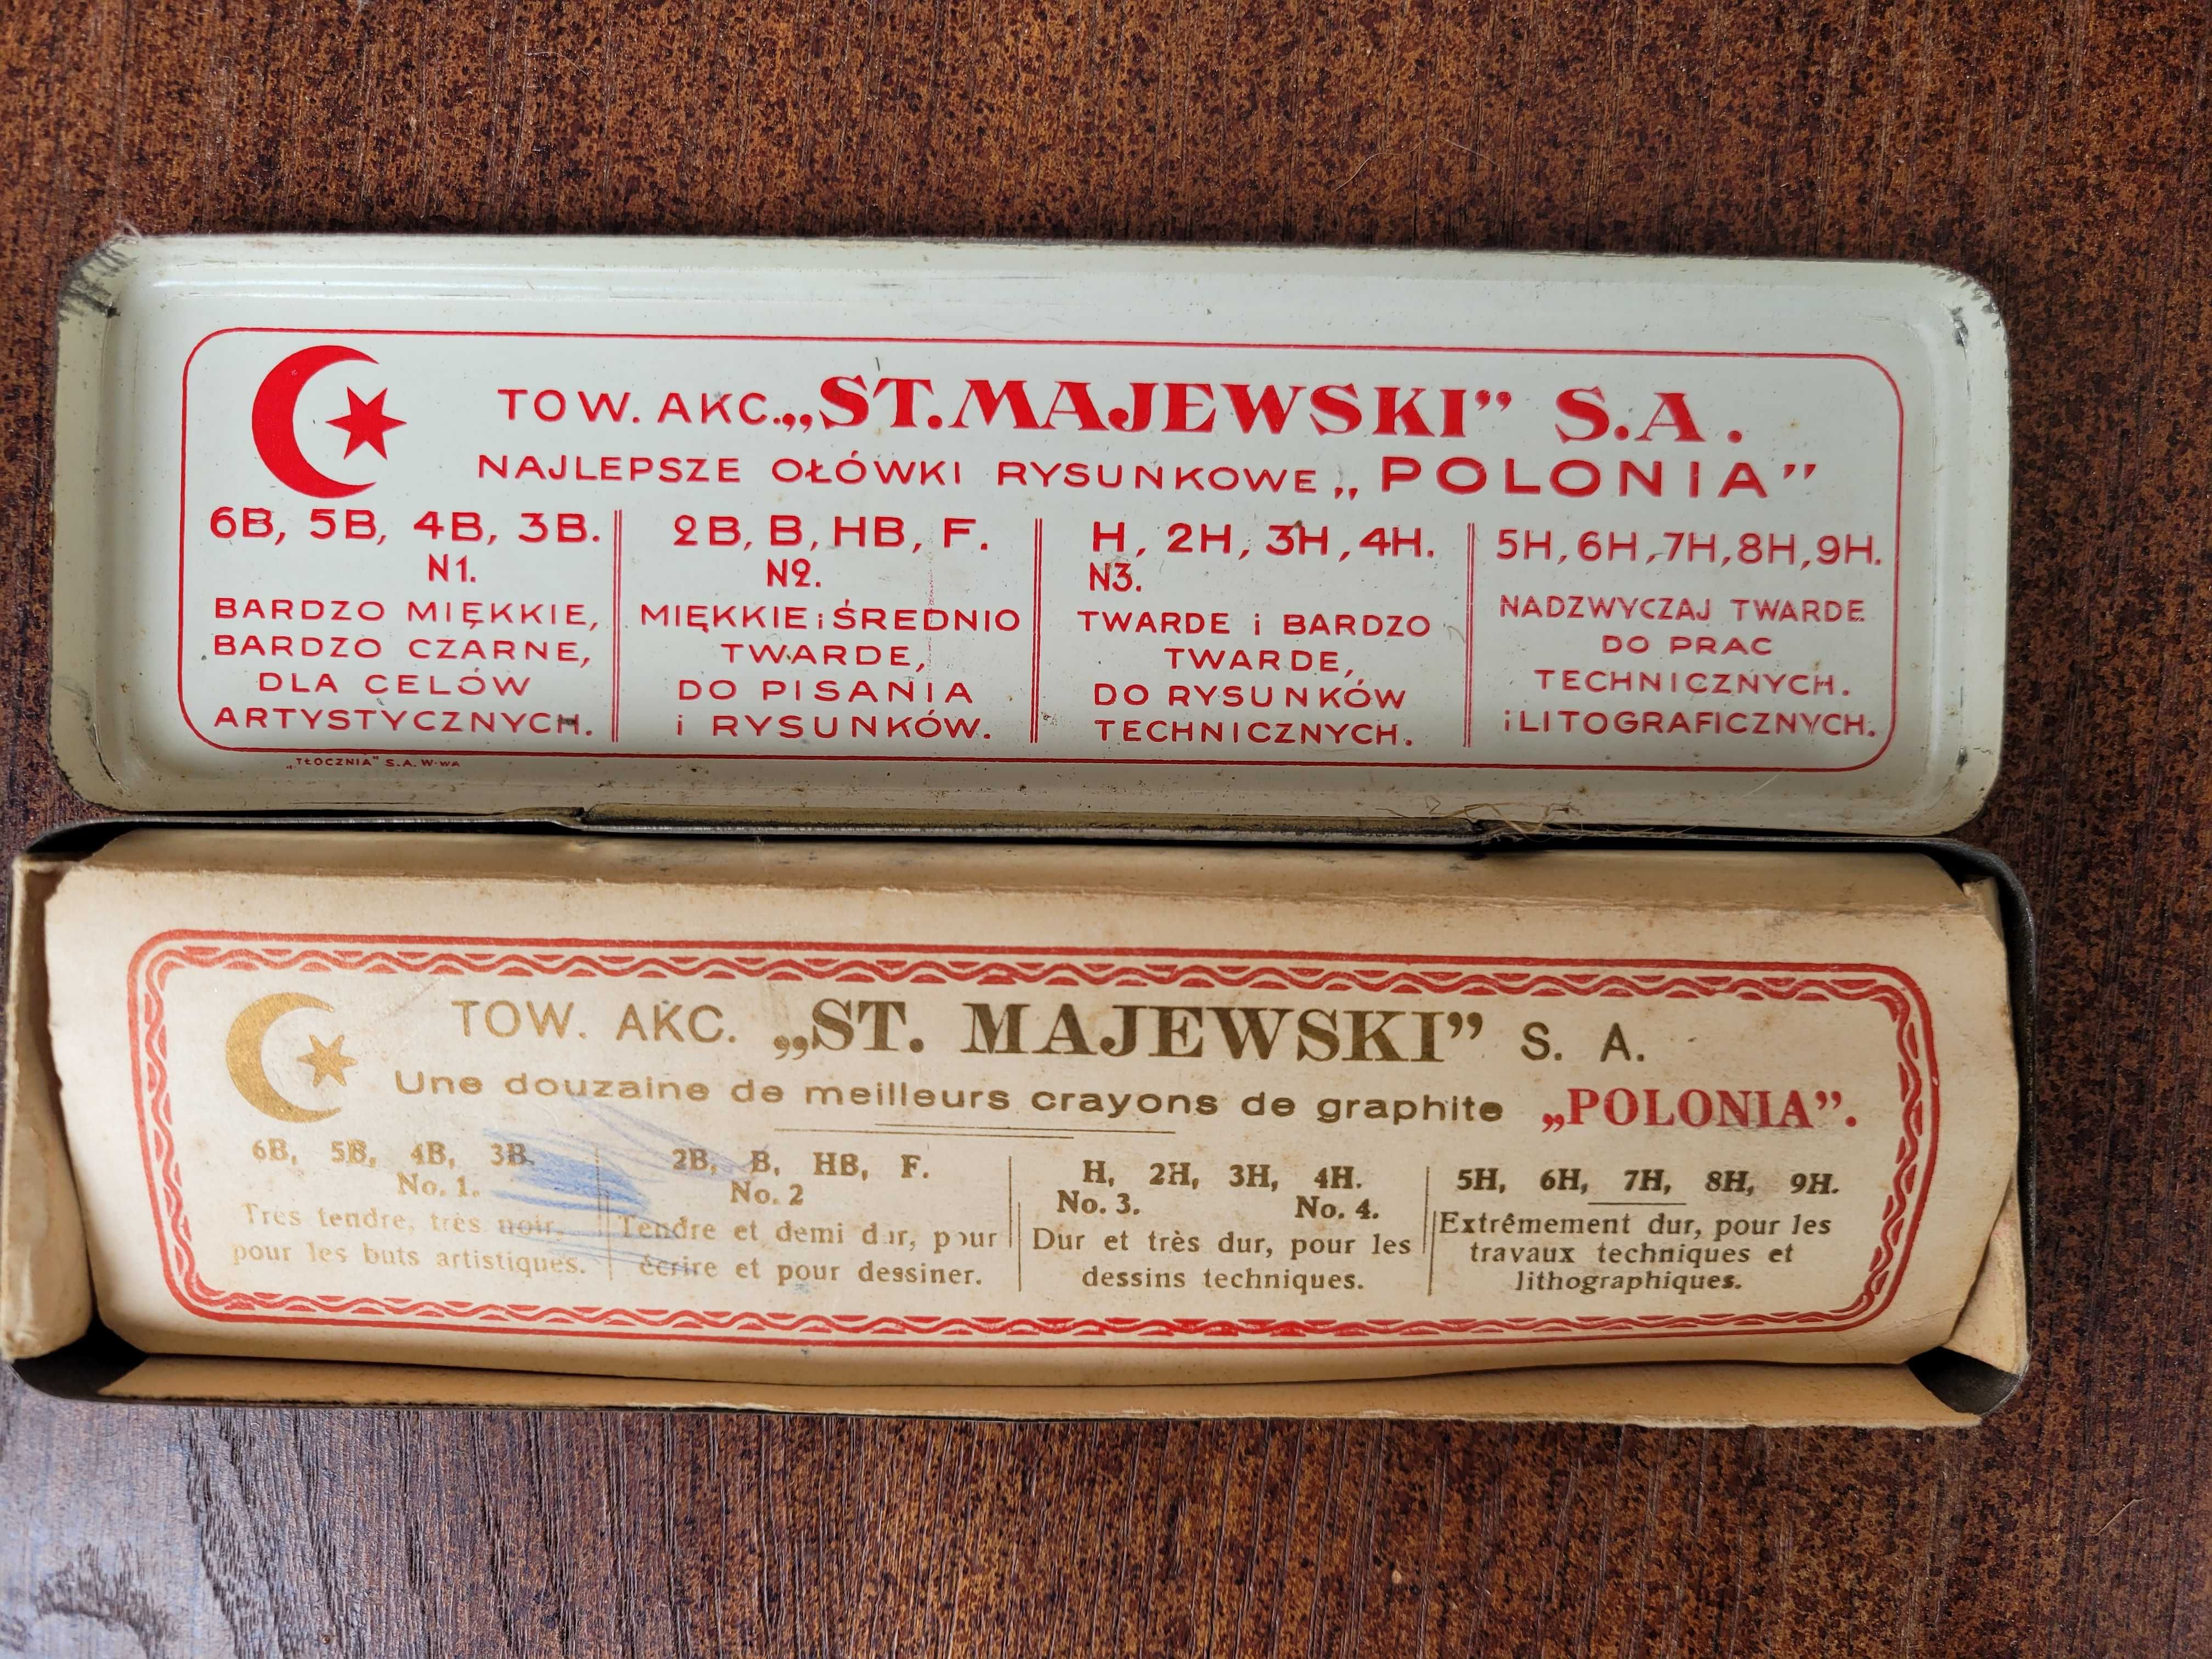 TOW. AKC. „ST. MAJEWSKI” S.A.
NAJLEPSZE OŁÓWKI RYSUNKOWE „POLONIA”
6B, 5B, 4B, 3B.
N1.
BARDZO MIĘKKIE,
BARDZO CZARNE,
DLA CELÓW
ARTYSTYCZNYCH.
2B, B, HB, F.
N2.
MIĘKKIE i ŚREDNIO
TWARDE,
DO PISANIA
i RYSUNKÓW.
H, 2H, 3H, 4H.
N3.
TWARDE i BARDZO
TWARDE,
DO RYSUNKÓW
TECHNICZNYCH.
5H, 6H, 7H, 8H, 9H.
NADZWYCZAJ TWARDE
DO PRAC
TECHNICZNYCH.
i LITOGRAFICZNYCH.
„TŁOCZNIA” S.A. W-WA
TOW. AKC. „ST. MAJEWSKI” S. A.
Une douzaine de meilleurs crayons de graphite „POLONIA”.
6B, 5B, 4B, 3B.
No. 1.
Tres tendre, très noir,
pour les buts artistiques.
2B, B, HB, F.
No. 2
Tendre et demi dur, pour
écrire et pour dessiner.
H, 2H, 3H, 4H.
No. 3. No. 4.
Dur et très dur, pour les
dessins techniques.
5H, 6H, 7H, 8H, 9H.
Extrêmement dur, pour les
travaux techniques et
lithographiques.